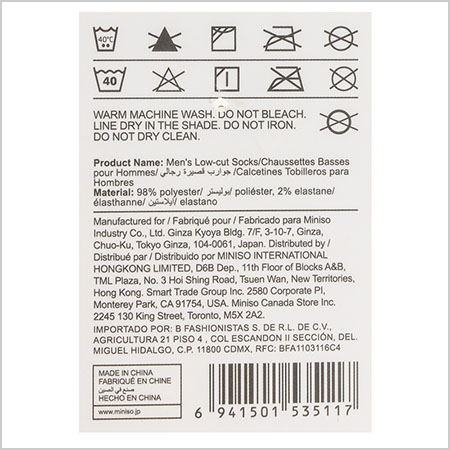 40°C
40
WARM MACHINE WASH. DO NOT BLEACH.
LINE DRY IN THE SHADE. DO NOT IRON.
DO NOT DRY CLEAN.
Product Name: Men's Low-cut Socks/Chaussettes Basses
pour Hommes/ جوارب قصيرة رجالي /Calcetines Tobilleros para
Hombres
Material: 98% polyester/ بوليستر/ poliéster, 2% elastane/
élasthanne/ إيلاستين/ elastano
Manufactured for / Fabriqué pour / Fabricado para Miniso
Industry Co., Ltd. Ginza Kyoya Bldg. 7/F, 3-10-7, Ginza,
Chuo-Ku, Tokyo Ginza, 104-0061, Japan. Distributed by /
Distribué par / Distribuido por MINISO INTERNATIONAL
HONGKONG LIMITED, D6B Dep., 11th Floor of Blocks A&B,
TML Plaza, No. 3 Hoi Shing Road, Tsuen Wan, New Territories,
Hong Kong. Smart Trade Group Inc. 2580 Corporate Pl,
Monterey Park, CA 91754, USA. Miniso Canada Store Inc.
2245 130 King Street, Toronto, M5X 2A2.
IMPORTADO POR: B FASHIONISTAS S. DE R.L. DE C.V.,
AGRICULTURA 21 PISO 4 , COL ESCANDON II SECCIÓN, DEL.
MIGUEL HIDALGO, C.P. 11800 CDMX, RFC: BFA1103116C4
MADE IN CHINA
FABRIQUÉ EN CHINE
صنع في الصين
HECHO EN CHINA
www.miniso.jp
6 941501 535117